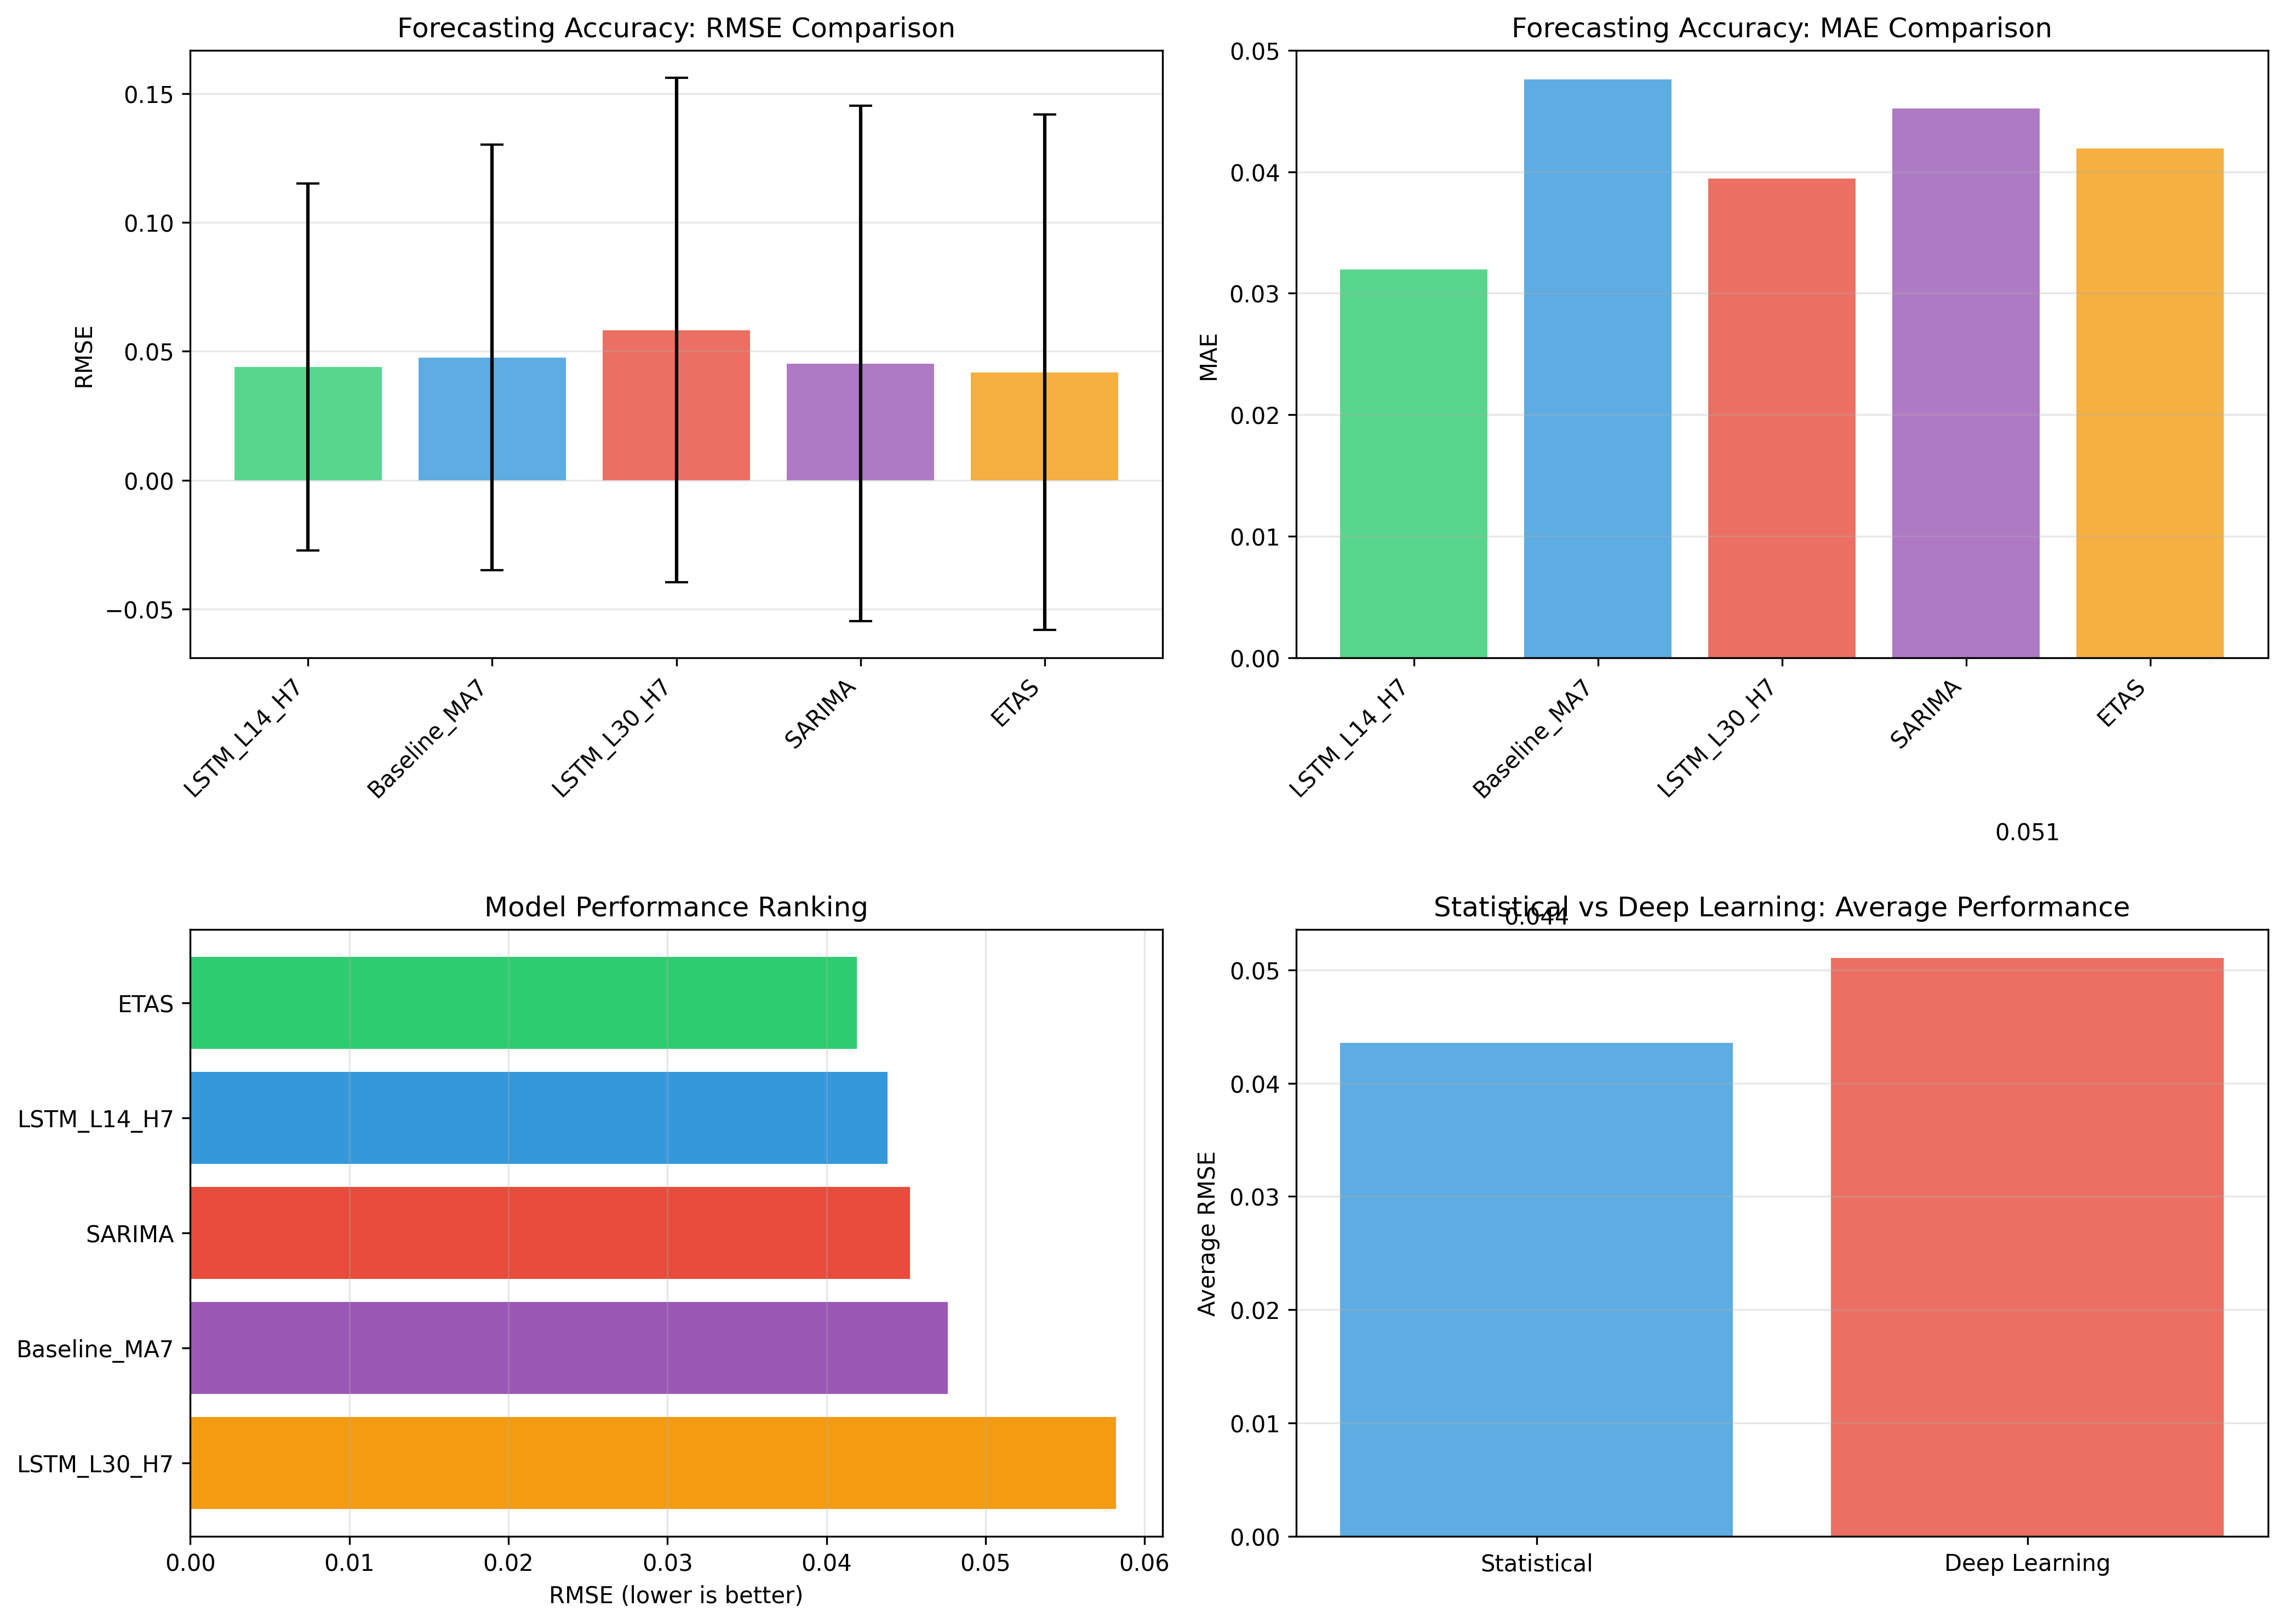 Forecasting Accuracy: RMSE Comparison
RMSE
0.15
0.10
0.05
0.00
−0.05
LSTM_L14_H7
Baseline_MA7
LSTM_L30_H7
SARIMA
ETAS
Forecasting Accuracy: MAE Comparison
MAE
0.05
0.04
0.03
0.02
0.01
0.00
LSTM_L14_H7
Baseline_MA7
LSTM_L30_H7
SARIMA
ETAS
Model Performance Ranking
ETAS
LSTM_L14_H7
SARIMA
Baseline_MA7
LSTM_L30_H7
0.00 0.01 0.02 0.03 0.04 0.05 0.06
RMSE (lower is better)
0.051
Statistical vs Deep Learning: Average Performance
0.044
Average RMSE
0.05
0.04
0.03
0.02
0.01
0.00
Statistical Deep Learning